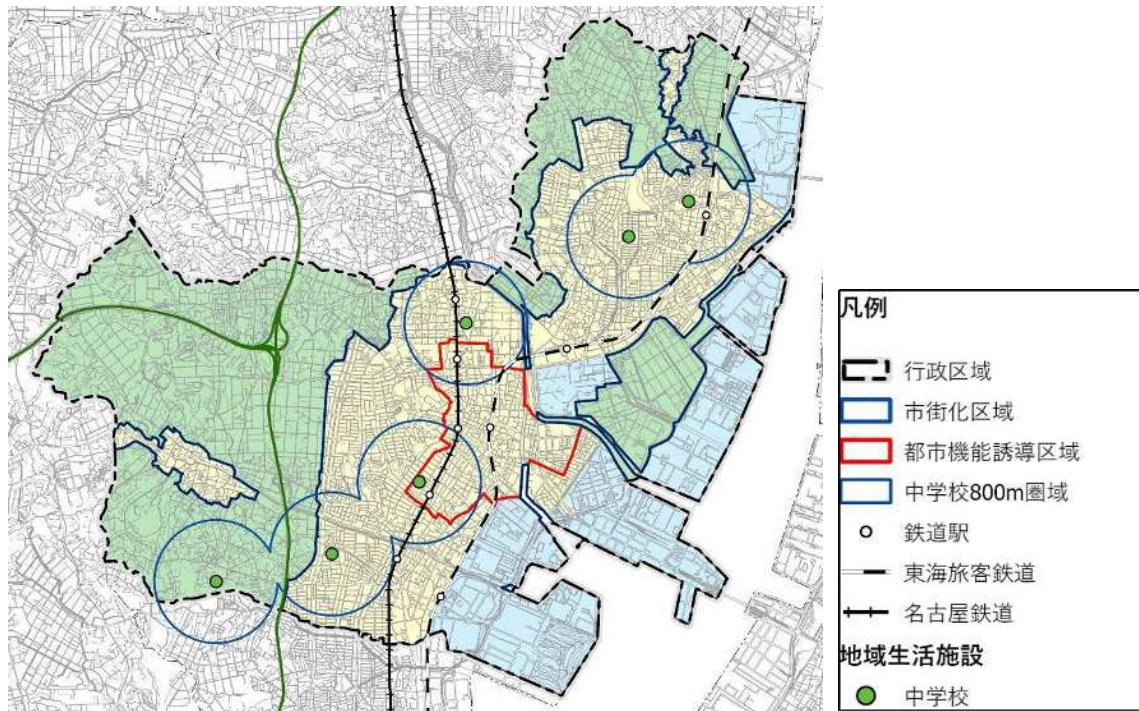 凡例
行政区域
市街化区域
都市機能誘導区域
中学校800m圏域
鉄道駅
東海旅客鉄道
名古屋鉄道
地域生活施設
中学校